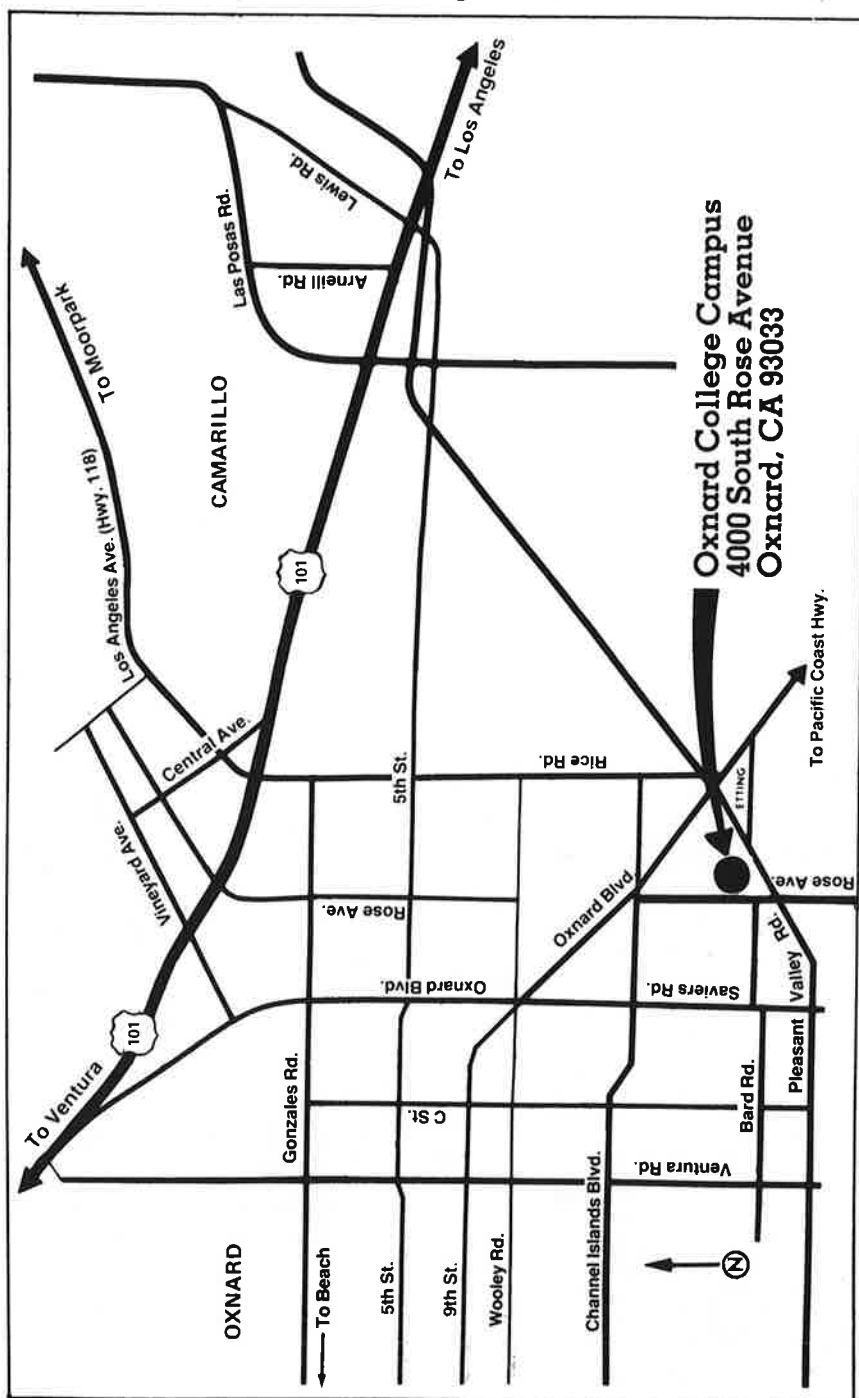 To Los Angeles
Lewis Rd.
Las Posas Rd.
Arneill Rd.
To Moorpark
Los Angeles Ave. (Hwy. 118)
CAMARILLO
101
Central Ave.
Vineyard Ave.
5th St.
Rice Rd.
Oxnard College Campus
4000 South Rose Avenue
Oxnard, CA 93033
To Pacific Coast Hwy.
ETTING
Rose Ave.
Rose Ave.
Oxnard Blvd.
Oxnard Blvd.
Saviers Rd.
Pleasant Valley Rd.
101
To Ventura
Gonzales Rd.
C St.
Bard Rd.
Ventura Rd.
OXNARD
To Beach
5th St.
9th St.
Wooley Rd.
Channel Islands Blvd.
N